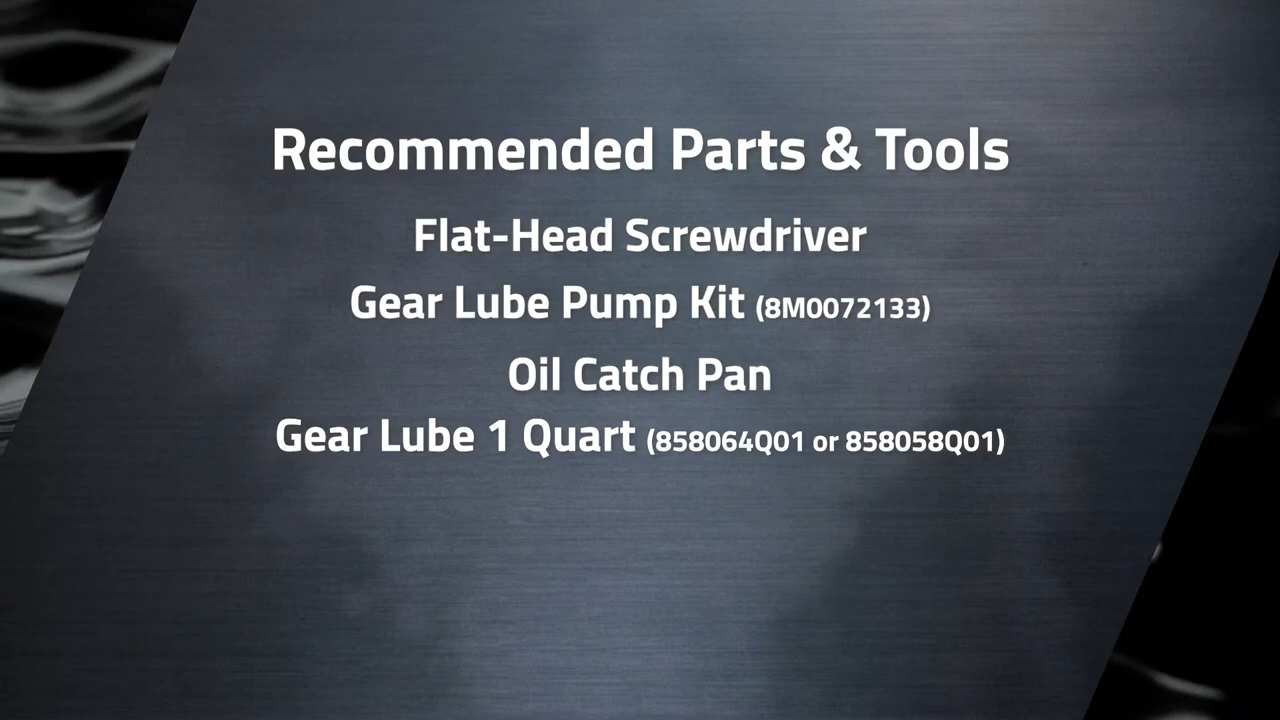 Recommended Parts & Tools
Flat-Head Screwdriver
Gear Lube Pump Kit (8M0072133)
Oil Catch Pan
Gear Lube 1 Quart (858064Q01 or 858058Q01)